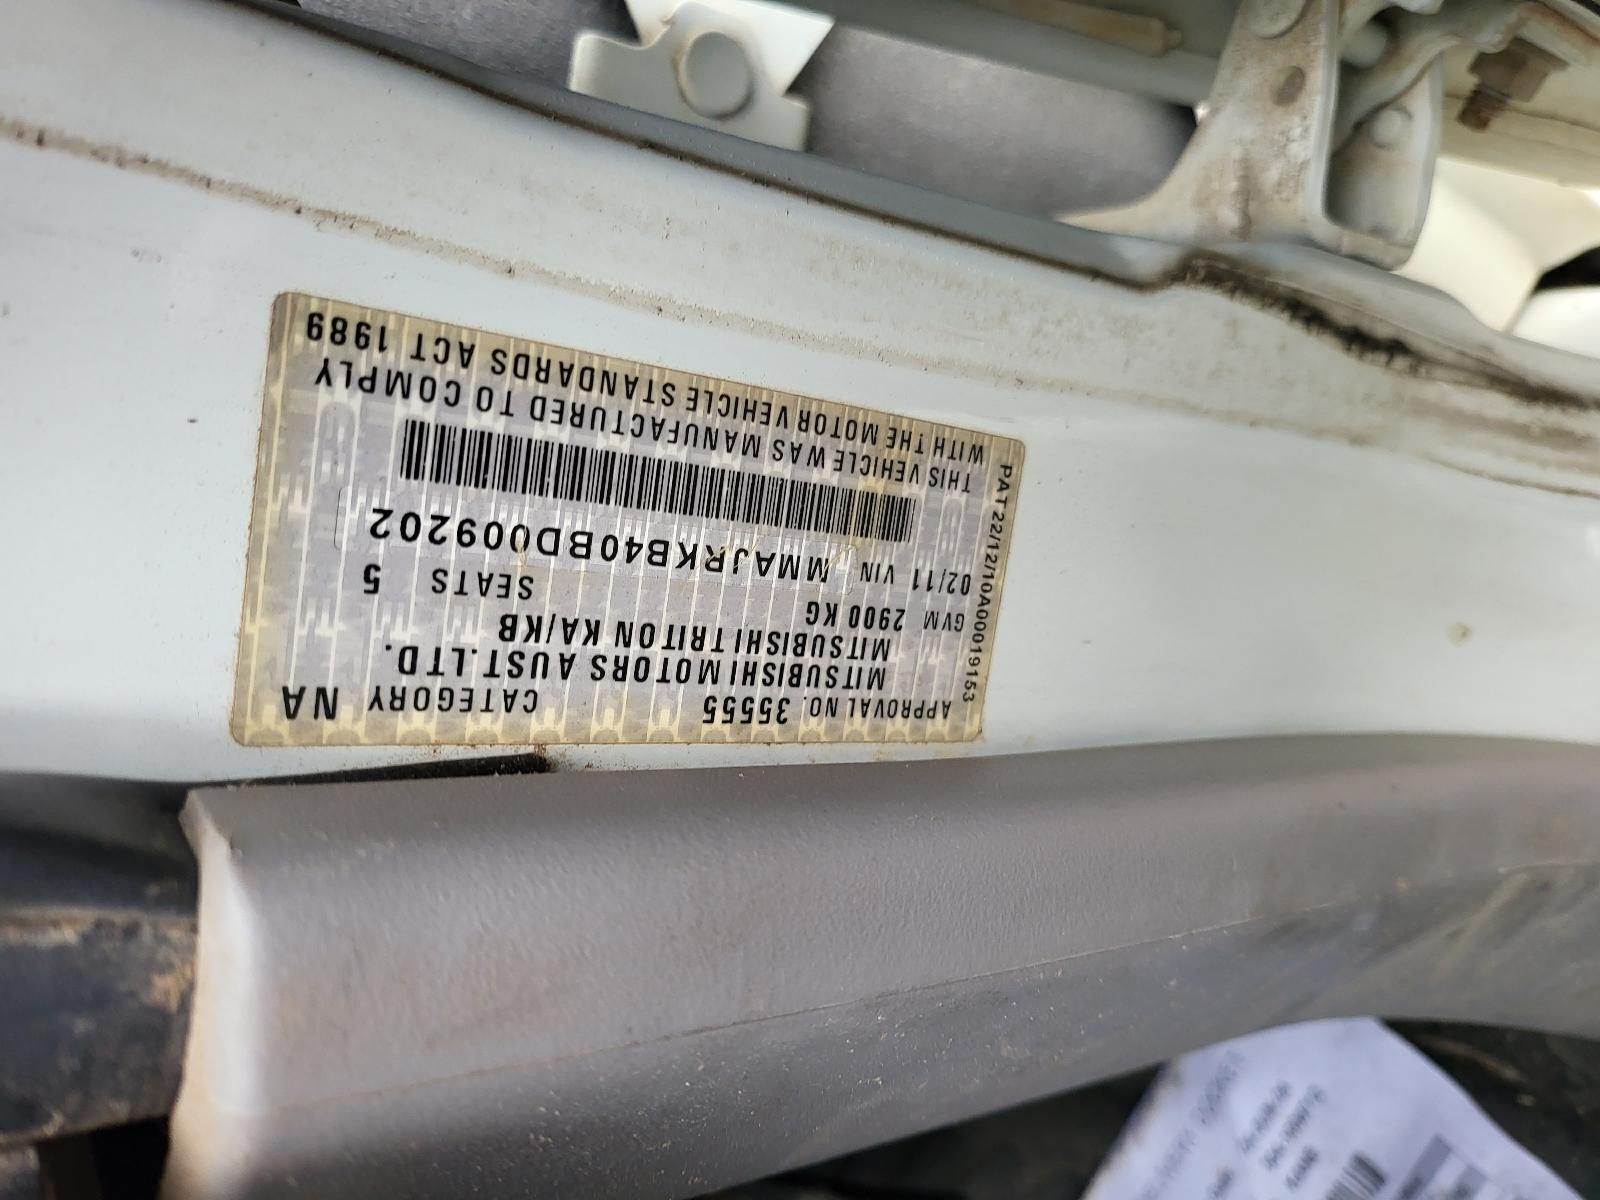 APPROVAL NO. 35555 CATEGORY NA
MITSUBISHI MOTORS AUST.LTD.
MITSUBISHI TRITON KA/KB
GVM 2900 KG SEATS 5
02/11 VIN MMAJRKB40BD009202
THIS VEHICLE WAS MANUFACTURED TO COMPLY
WITH THE MOTOR VEHICLE STANDARDS ACT 1989
PAT22/12/10A00019153